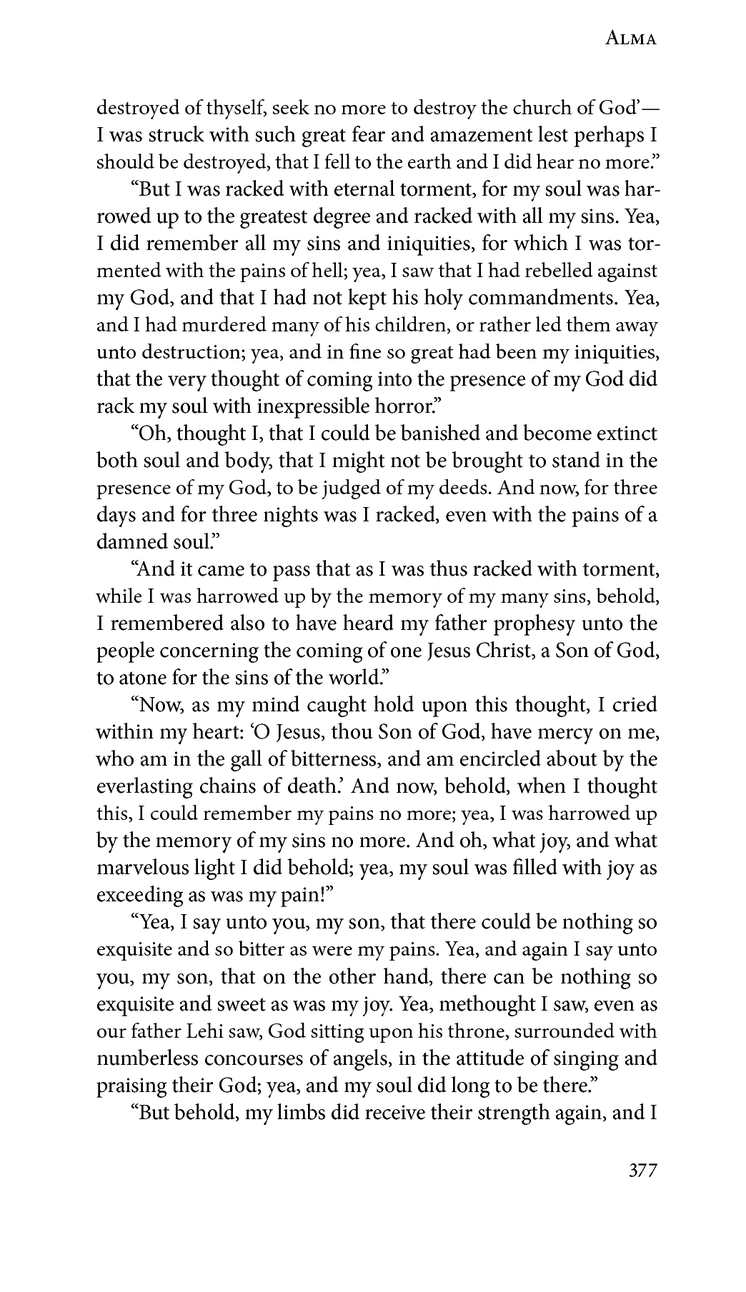 Alma
destroyed of thyself, seek no more to destroy the church of God’—
I was struck with such great fear and amazement lest perhaps I
should be destroyed, that I fell to the earth and I did hear no more.”
“But I was racked with eternal torment, for my soul was har-
rowed up to the greatest degree and racked with all my sins. Yea,
I did remember all my sins and iniquities, for which I was tor-
mented with the pains of hell; yea, I saw that I had rebelled against
my God, and that I had not kept his holy commandments. Yea,
and I had murdered many of his children, or rather led them away
unto destruction; yea, and in fine so great had been my iniquities,
that the very thought of coming into the presence of my God did
rack my soul with inexpressible horror.”
“Oh, thought I, that I could be banished and become extinct
both soul and body, that I might not be brought to stand in the
presence of my God, to be judged of my deeds. And now, for three
days and for three nights was I racked, even with the pains of a
damned soul.”
“And it came to pass that as I was thus racked with torment,
while I was harrowed up by the memory of my many sins, behold,
I remembered also to have heard my father prophesy unto the
people concerning the coming of one Jesus Christ, a Son of God,
to atone for the sins of the world.”
“Now, as my mind caught hold upon this thought, I cried
within my heart: ‘O Jesus, thou Son of God, have mercy on me,
who am in the gall of bitterness, and am encircled about by the
everlasting chains of death.’ And now, behold, when I thought
this, I could remember my pains no more; yea, I was harrowed up
by the memory of my sins no more. And oh, what joy, and what
marvelous light I did behold; yea, my soul was filled with joy as
exceeding as was my pain!”
“Yea, I say unto you, my son, that there could be nothing so
exquisite and so bitter as were my pains. Yea, and again I say unto
you, my son, that on the other hand, there can be nothing so
exquisite and sweet as was my joy. Yea, methought I saw, even as
our father Lehi saw, God sitting upon his throne, surrounded with
numberless concourses of angels, in the attitude of singing and
praising their God; yea, and my soul did long to be there.”
“But behold, my limbs did receive their strength again, and I
377